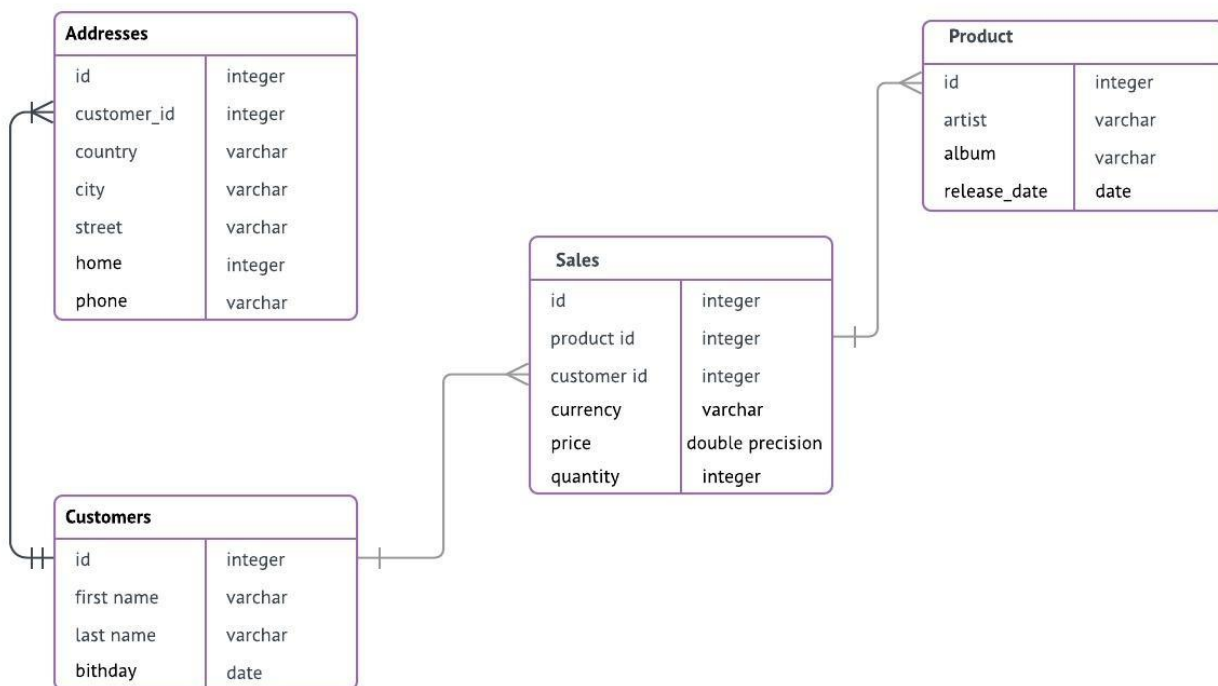 Addresses
id integer
customer_id integer
country varchar
city varchar
street varchar
home integer
phone varchar
Product
id integer
artist varchar
album varchar
release_date date
Sales
id integer
product id integer
customer id integer
currency varchar
price double precision
quantity integer
Customers
id integer
first name varchar
last name varchar
bithday date